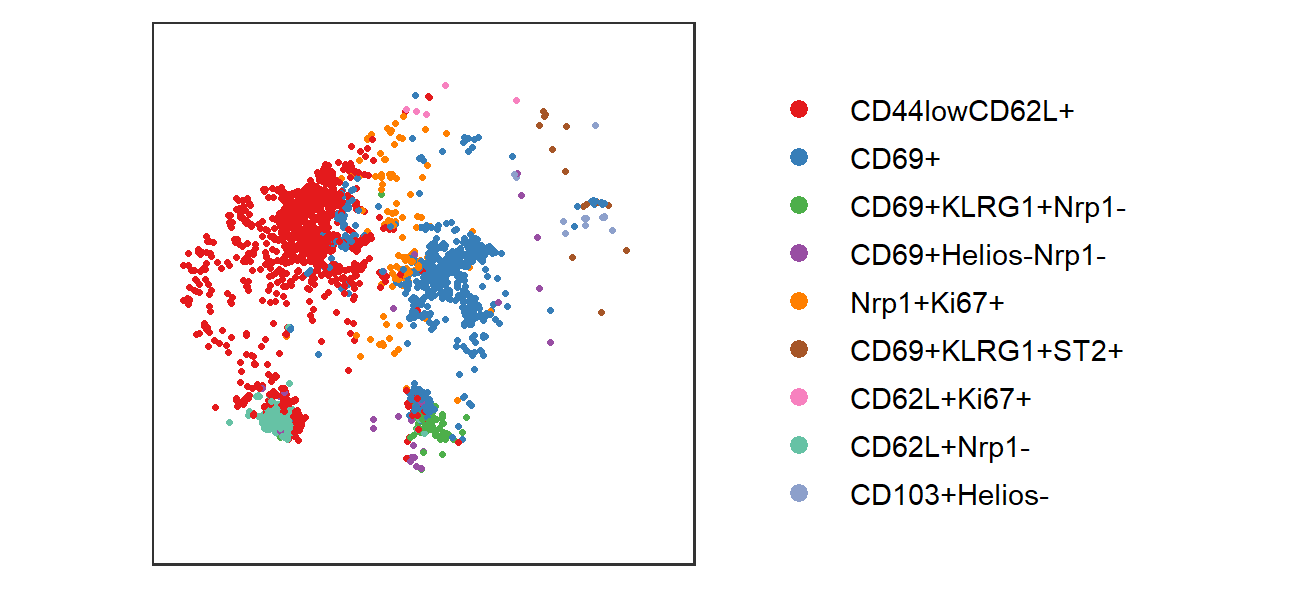 CD44lowCD62L+
CD69+
CD69+KLRG1+Nrp1-
CD69+Helios-Nrp1-
Nrp1+Ki67+
CD69+KLRG1+ST2+
CD62L+Ki67+
CD62L+Nrp1-
CD103+Helios-